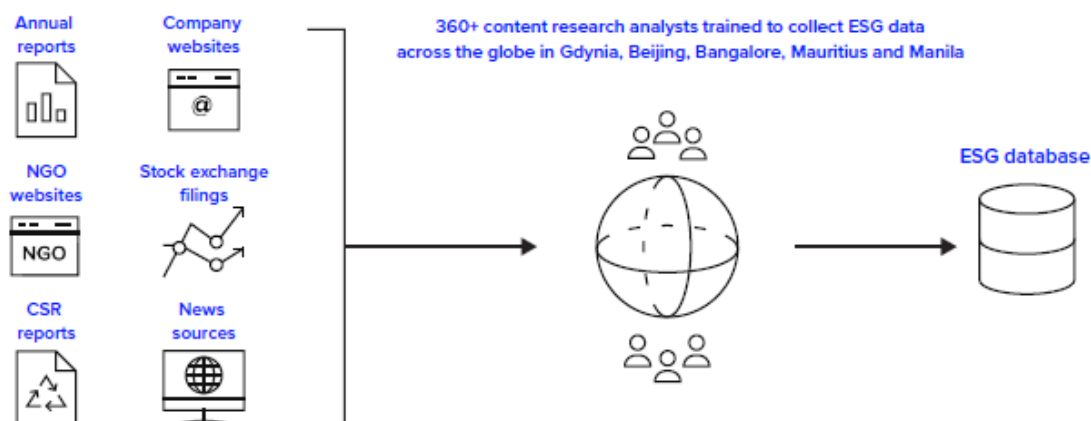 Annual
reports
Company
websites
@
360+ content research analysts trained to collect ESG data
across the globe in Gdynia, Beijing, Bangalore, Mauritius and Manila
NGO
websites
NGO
Stock exchange
filings
ESG database
CSR
reports
News
sources